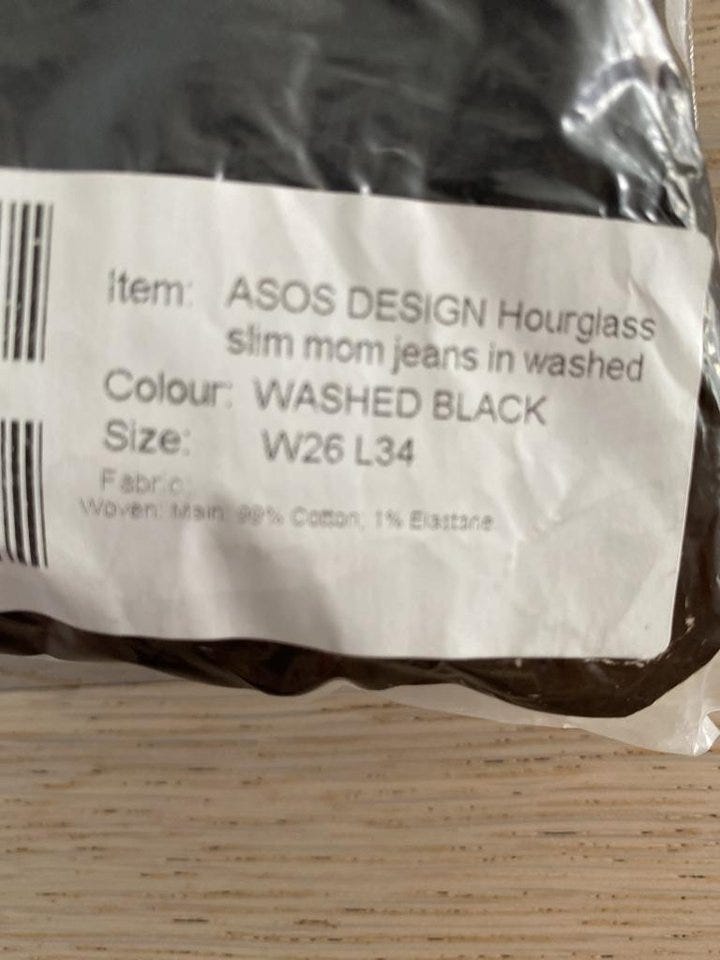 Item: ASOS DESIGN Hourglass
slim mom jeans in washed
Colour: WASHED BLACK
Size: W26 L34
Fabric:
Woven: Main: 99% Cotton, 1% Elastane